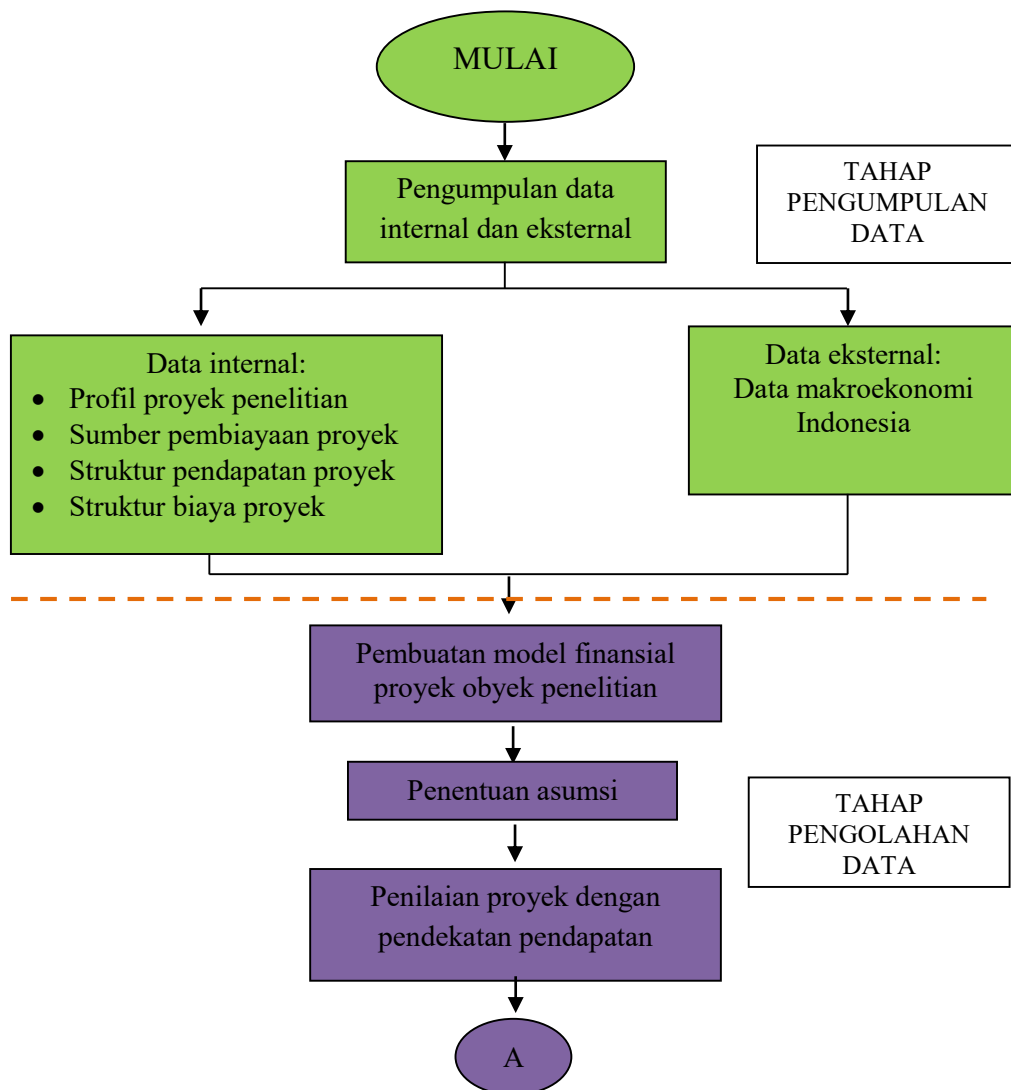 MULAI
Pengumpulan data
internal dan eksternal
TAHAP
PENGUMPULAN
DATA
Data internal:
• Profil proyek penelitian
• Sumber pembiayaan proyek
• Struktur pendapatan proyek
• Struktur biaya proyek
Data eksternal:
Data makroekonomi
Indonesia
Pembuatan model finansial
proyek obyek penelitian
Penentuan asumsi
TAHAP
PENGOLAHAN
DATA
Penilaian proyek dengan
pendekatan pendapatan
A